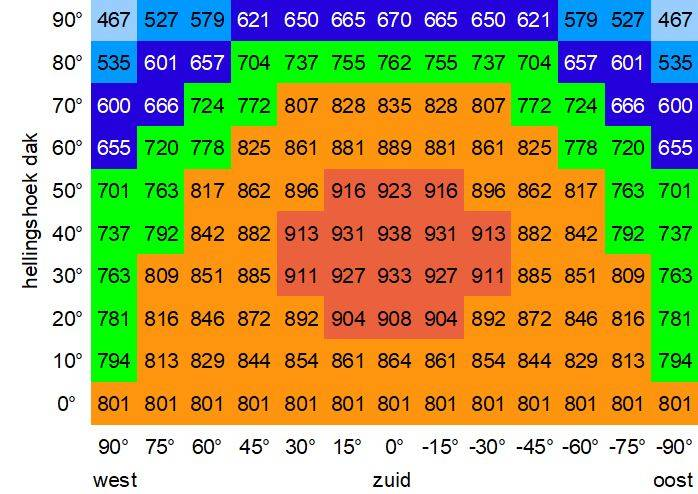 90° 467 527 579 621 650 665 670 665 650 621 579 527 467
80° 535 601 657 704 737 755 762 755 737 704 657 601 535
70° 600 666 724 772 807 828 835 828 807 772 724 666 600
60° 655 720 778 825 861 881 889 881 861 825 778 720 655
50° 701 763 817 862 896 916 923 916 896 862 817 763 701
40° 737 792 842 882 913 931 938 931 913 882 842 792 737
30° 763 809 851 885 911 927 933 927 911 885 851 809 763
20° 781 816 846 872 892 904 908 904 892 872 846 816 781
10° 794 813 829 844 854 861 864 861 854 844 829 813 794
0° 801 801 801 801 801 801 801 801 801 801 801 801 801
90° 75° 60° 45° 30° 15° 0° -15° -30° -45° -60° -75° -90°
west zuid oost
hellingshoek dak